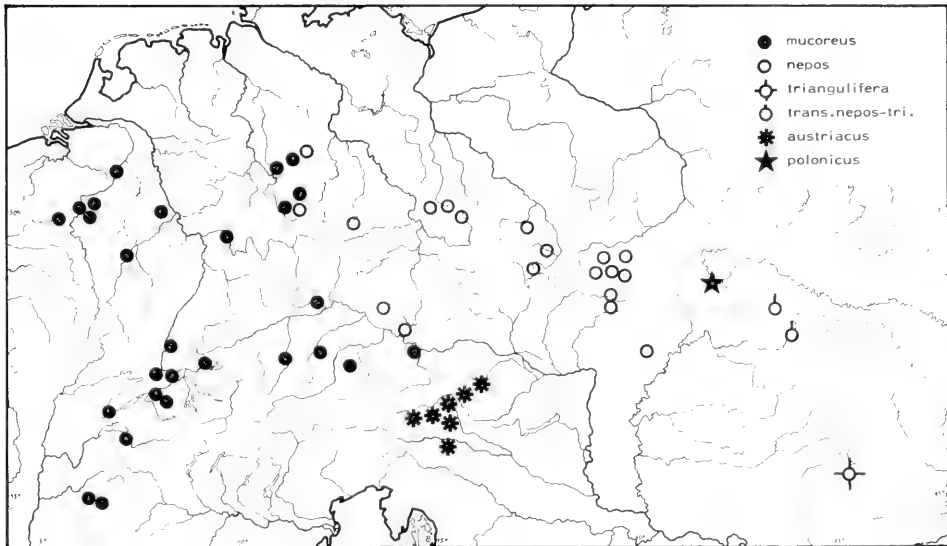 mucoreus
nepos
triangulifera
trans.nepos-tri.
austriacus
polonicus